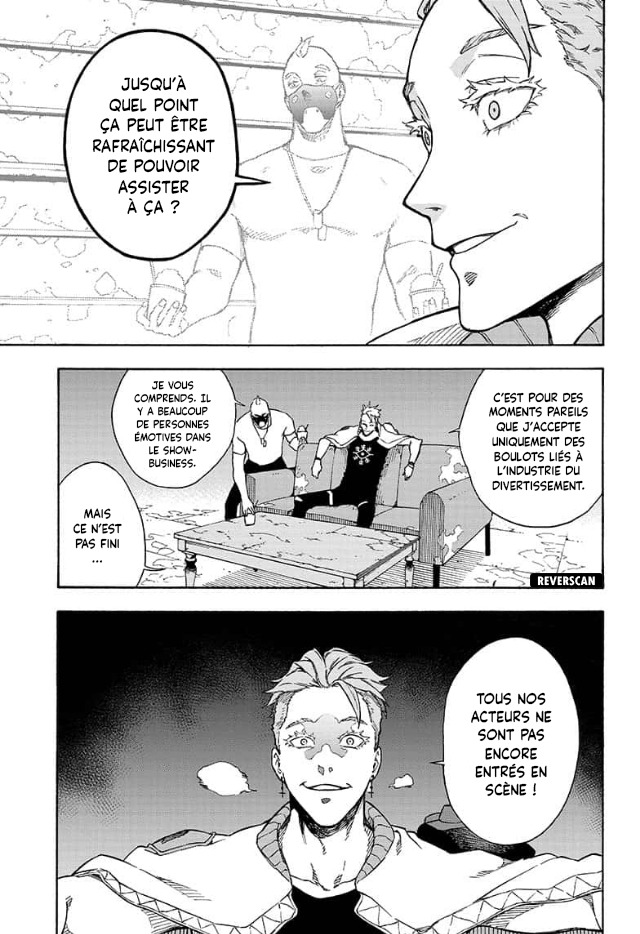 JUSQU'À
QUEL POINT
ÇA PEUT ÊTRE
RAFRAÎCHISSANT
DE POUVOIR
ASSISTER
À ÇA ?
C'EST POUR DES
MOMENTS PAREILS
QUE J'ACCEPTE
UNIQUEMENT DES
BOULOTS LIÉS À
L'INDUSTRIE DU
DIVERTISSEMENT.
JE VOUS
COMPRENDS. IL
Y A BEAUCOUP
DE PERSONNES
ÉMOTIVES DANS
LE SHOW-
BUSINESS.
MAIS
CE N'EST
PAS FINI
...
REVERSCAN
TOUS NOS
ACTEURS NE
SONT PAS
ENCORE
ENTRÉS EN
SCÈNE !